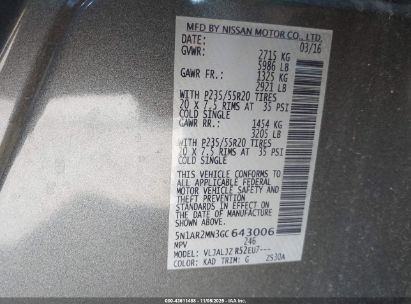 MFD BY NISSAN MOTOR CO., LTD.
DATE: 03/16
GVWR: 2715 KG
5986 LB
GAWR FR.: 1325 KG
2921 LB
WITH P235/55R20 TIRES
20 X 7.5 RIMS AT 35 PSI
COLD SINGLE
GAWR RR.: 1454 KG
3205 LB
WITH P235/55R20 TIRES
20 X 7.5 RIMS AT 35 PSI
COLD SINGLE
THIS VEHICLE CONFORMS TO
ALL APPLICABLE FEDERAL
MOTOR VEHICLE SAFETY
AND THEFT PREVENTION
STANDARDS IN EFFECT ON
THE DATE OF MANUFACTURE
SHOWN ABOVE.
5N1AR2MN3GC643006
MPV 246
MODEL: VLJALJZ R52EU7---
COLOR: KAD TRIM: G 2S30A